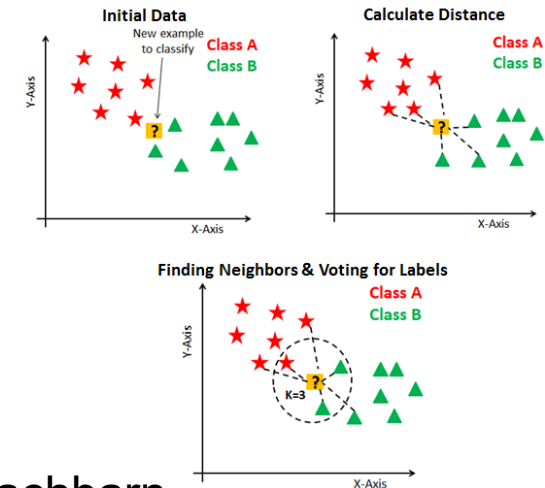 Initial Data
New example
to classify
Class A
Class B
Y-Axis
?
X-Axis
Calculate Distance
Class A
Class B
Y-Axis
?
X-Axis
Finding Neighbors & Voting for Labels
Class A
Class B
Y-Axis
?
K=3
X-Axis